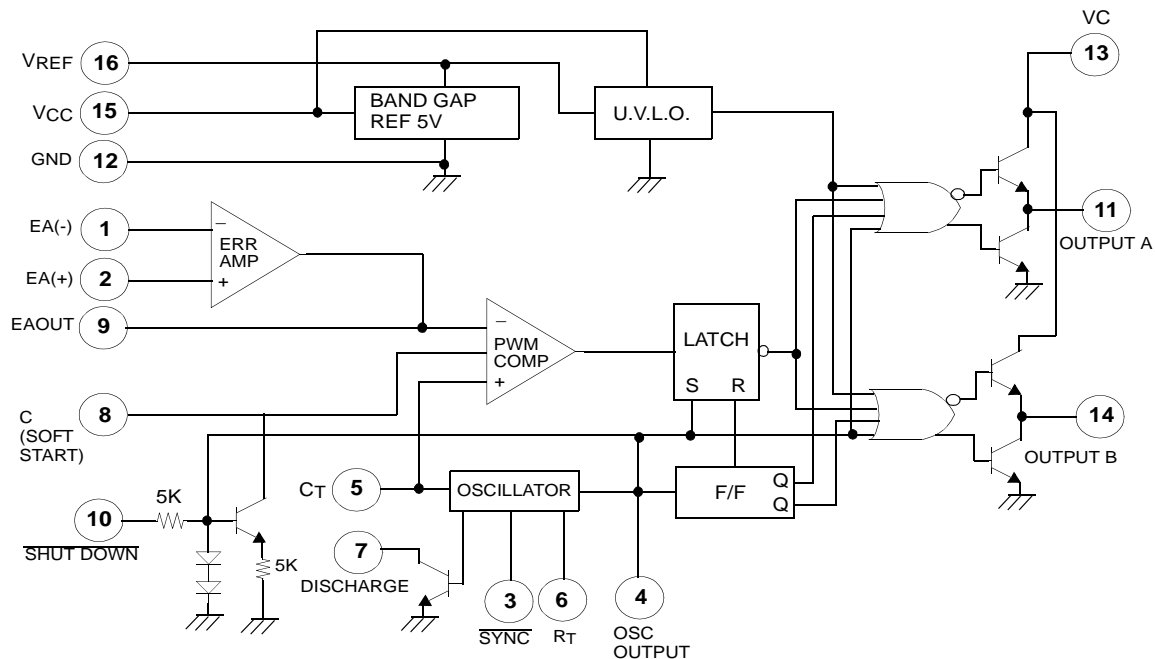 VC
13
VREF 16
VCC 15
BAND GAP
REF 5V
U.V.L.O.
GND 12
EA(-) 1
ERR
AMP
–
+
EA(+) 2
11
OUTPUT A
EAOUT 9
–
PWM
COMP
+
LATCH
S R
C
(SOFT
START)
8
14
OUTPUT B
CT 5
OSCILLATOR
F/F
Q
Q
5K
10
SHUT DOWN
5K
7
DISCHARGE
3
SYNC
6
RT
4
OSC
OUTPUT